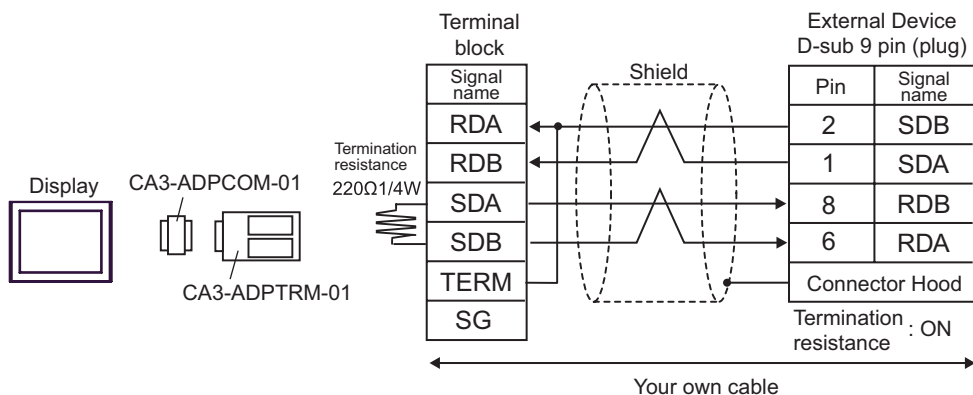 Terminal
block
External Device
D-sub 9 pin (plug)
Signal
name
Shield
Pin
Signal
name
RDA
2
SDB
Termination
resistance
220Ω1/4W
RDB
1
SDA
Display
CA3-ADPCOM-01
SDA
8
RDB
SDB
6
RDA
CA3-ADPTRM-01
TERM
Connector Hood
SG
Termination
resistance : ON
Your own cable